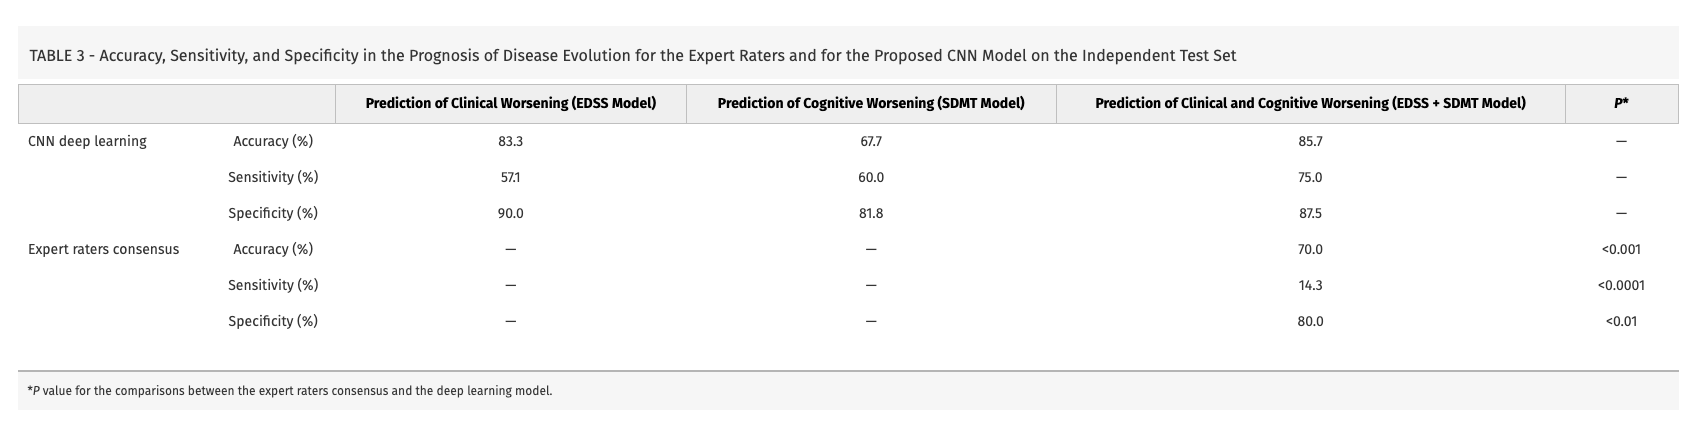 TABLE 3 - Accuracy, Sensitivity, and Specificity in the Prognosis of Disease Evolution for the Expert Raters and for the Proposed CNN Model on the Independent Test Set
Prediction of Clinical Worsening (EDSS Model) Prediction of Cognitive Worsening (SDMT Model) Prediction of Clinical and Cognitive Worsening (EDSS + SDMT Model) P*
CNN deep learning Accuracy (%) 83.3 67.7 85.7 —
Sensitivity (%) 57.1 60.0 75.0 —
Specificity (%) 90.0 81.8 87.5 —
Expert raters consensus Accuracy (%) — — 70.0 <0.001
Sensitivity (%) — — 14.3 <0.0001
Specificity (%) — — 80.0 <0.01
*P value for the comparisons between the expert raters consensus and the deep learning model.